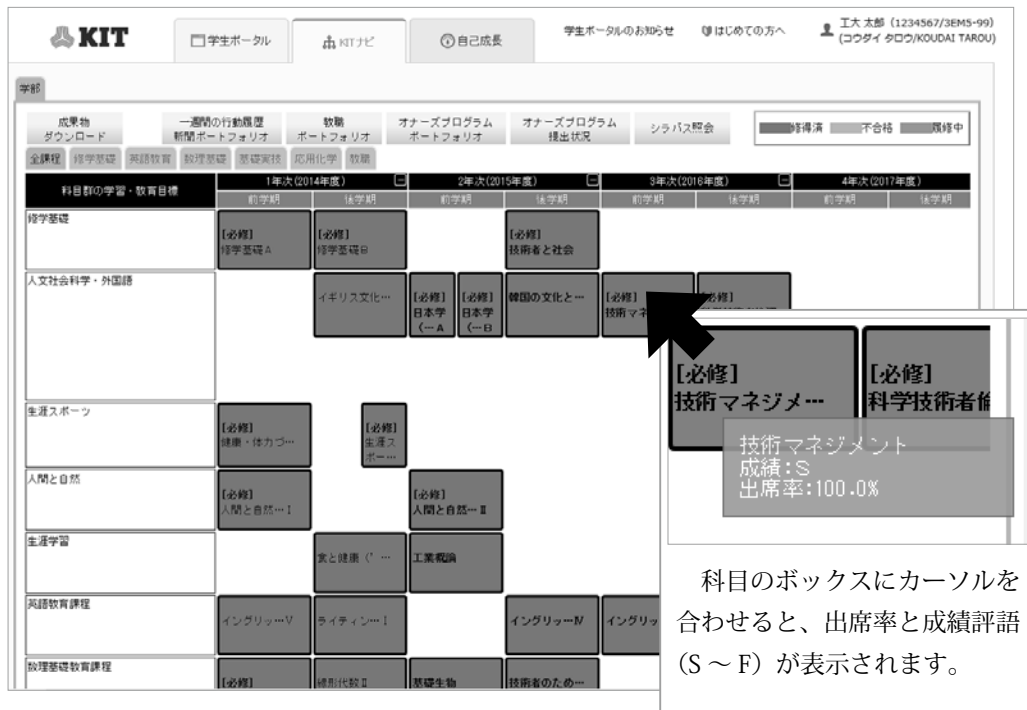 KIT
学生ポータル
KITナビ
自己成長
学生ポータルのお知らせ
はじめての方へ
工大 太郎 (1234567/3EM5-99)
(コウダイ タロウ/KOUDAI TAROU)
学部
成果物
ダウンロード
一週間の行動履歴
新聞ポートフォリオ
教職
ポートフォリオ
オナーズプログラム
ポートフォリオ
オナーズプログラム
提出状況
シラバス照会
修得済 不合格 履修中
全課程 修学基礎 英語教育 数理基礎 基礎実技 応用化学 教職
科目群の学習・教育目標
1年次(2014年度) 2年次(2015年度) 3年次(2016年度) 4年次(2017年度)
前学期 後学期 前学期 後学期 前学期 後学期 前学期 後学期
修学基礎
[必修]
修学基礎A
[必修]
修学基礎B
[必修]
技術者と社会
人文社会科学・外国語
イギリス文化…
[必修]
日本学
(…A
[必修]
日本学
(…B
韓国の文化と…
[必修]
技術マネ
[必修]
生涯スポーツ
[必修]
健康・体力づ…
[必修]
生涯ス
ポー…
人間と自然
[必修]
人間と自然…Ⅰ
[必修]
人間と自然…Ⅱ
生涯学習
食と健康(' …
工業概論
英語教育課程
イングリッ…Ⅴ
ライティン…Ⅰ
イングリッ…Ⅳ
イングリッ
数理基礎教育課程
[必修]
線形代数Ⅱ
基礎生物
技術者のため…
[必修]
技術マネジメ…
[必修]
科学技術者倫
技術マネジメント
成績:S
出席率:100.0%
科目のボックスにカーソルを
合わせると、出席率と成績評語
(S～F)が表示されます。